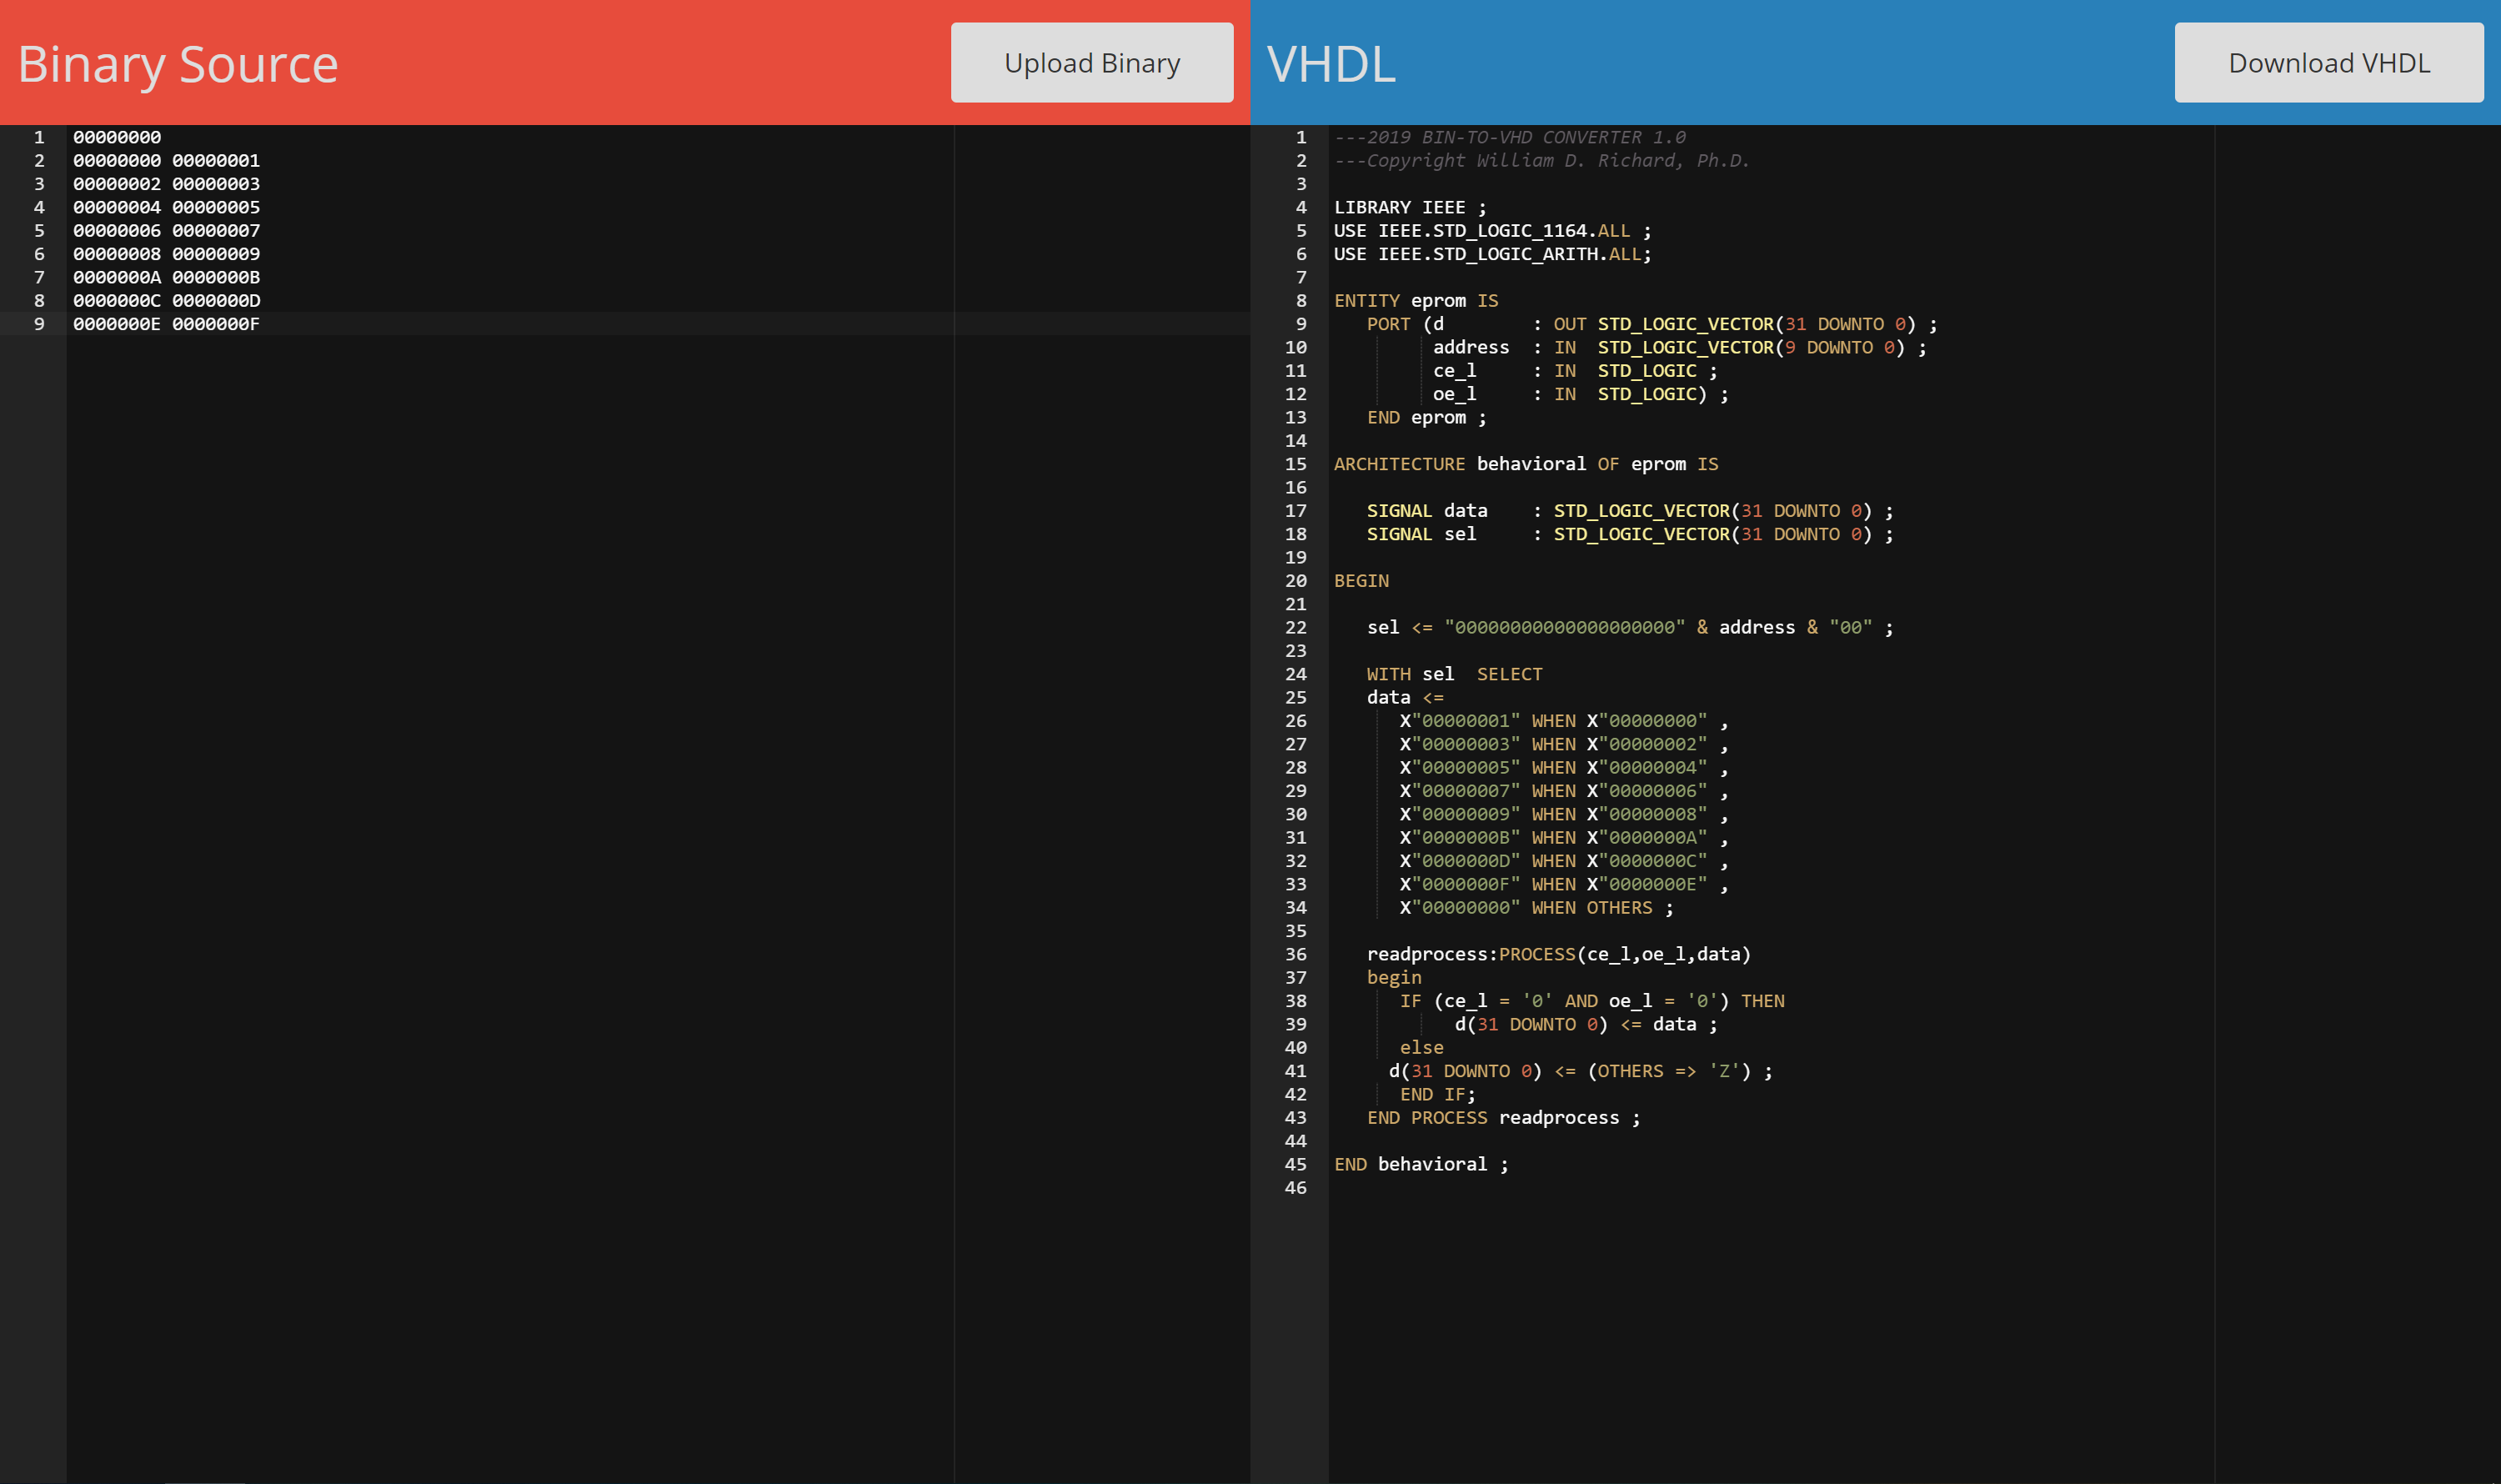 Binary Source
Upload Binary
1 00000000
2 00000000 00000001
3 00000002 00000003
4 00000004 00000005
5 00000006 00000007
6 00000008 00000009
7 0000000A 0000000B
8 0000000C 0000000D
9 0000000E 0000000F
VHDL
Download VHDL
1 ---2019 BIN-TO-VHD CONVERTER 1.0
2 ---Copyright William D. Richard, Ph.D.
3
4 LIBRARY IEEE ;
5 USE IEEE.STD_LOGIC_1164.ALL ;
6 USE IEEE.STD_LOGIC_ARITH.ALL;
7
8 ENTITY eprom IS
9    PORT (d        : OUT STD_LOGIC_VECTOR(31 DOWNTO 0) ;
10          address  : IN  STD_LOGIC_VECTOR(9 DOWNTO 0) ;
11          ce_l     : IN  STD_LOGIC ;
12          oe_l     : IN  STD_LOGIC) ;
13    END eprom ;
14
15 ARCHITECTURE behavioral OF eprom IS
16
17    SIGNAL data    : STD_LOGIC_VECTOR(31 DOWNTO 0) ;
18    SIGNAL sel     : STD_LOGIC_VECTOR(31 DOWNTO 0) ;
19
20 BEGIN
21
22    sel <= "00000000000000000000" & address & "00" ;
23
24    WITH sel  SELECT
25    data <=
26       X"00000001" WHEN X"00000000" ,
27       X"00000003" WHEN X"00000002" ,
28       X"00000005" WHEN X"00000004" ,
29       X"00000007" WHEN X"00000006" ,
30       X"00000009" WHEN X"00000008" ,
31       X"0000000B" WHEN X"0000000A" ,
32       X"0000000D" WHEN X"0000000C" ,
33       X"0000000F" WHEN X"0000000E" ,
34       X"00000000" WHEN OTHERS ;
35
36    readprocess:PROCESS(ce_l,oe_l,data)
37    begin
38       IF (ce_l = '0' AND oe_l = '0') THEN
39            d(31 DOWNTO 0) <= data ;
40       else
41      d(31 DOWNTO 0) <= (OTHERS => 'Z') ;
42       END IF;
43    END PROCESS readprocess ;
44
45 END behavioral ;
46